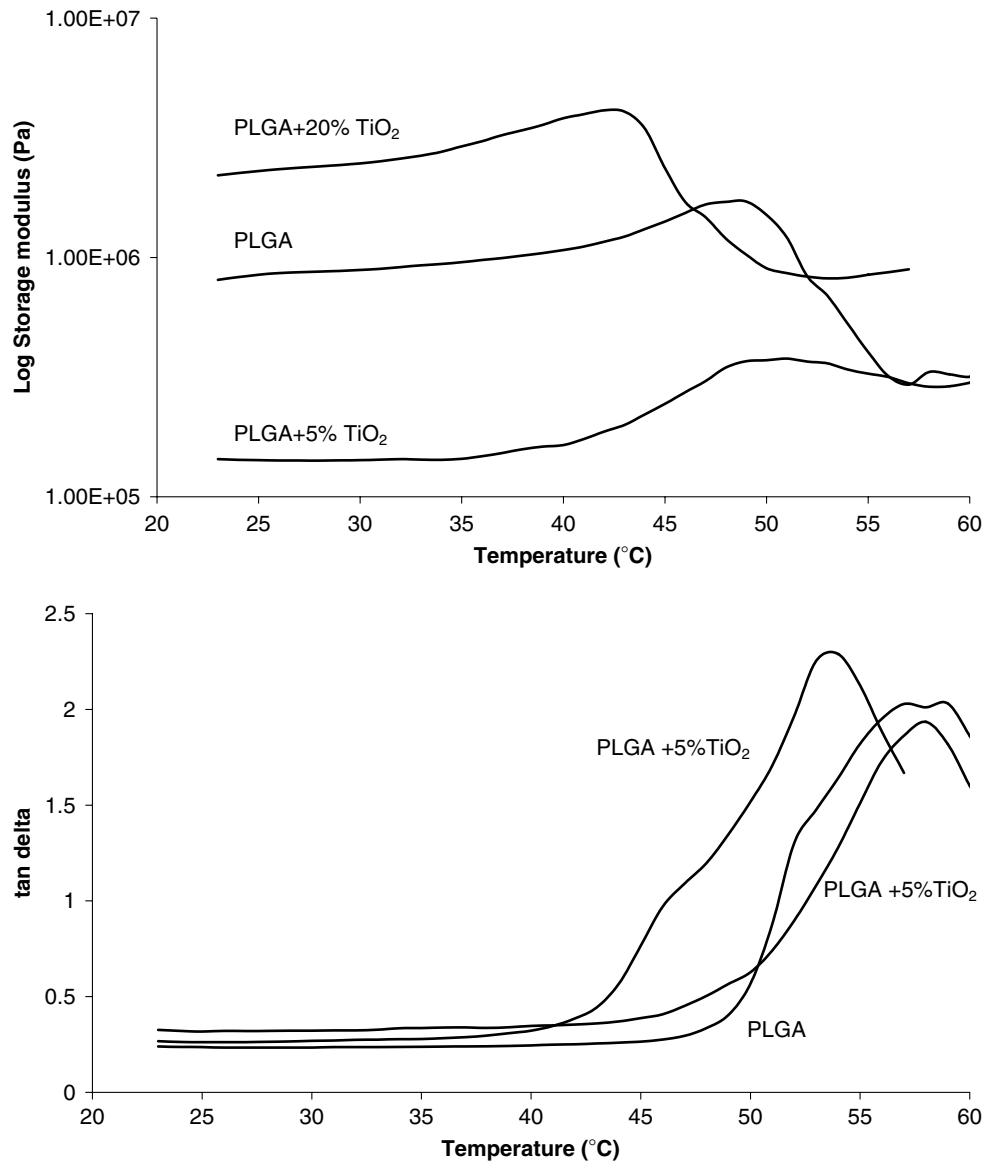 1.00E+07
PLGA+20% TiO₂
PLGA
1.00E+06
PLGA+5% TiO₂
1.00E+05
Log Storage modulus (Pa)
20 25 30 35 40 45 50 55 60
Temperature (°C)
2.5
2
PLGA +5%TiO₂
1.5
1
PLGA +5%TiO₂
0.5
PLGA
0
tan delta
20 25 30 35 40 45 50 55 60
Temperature (°C)